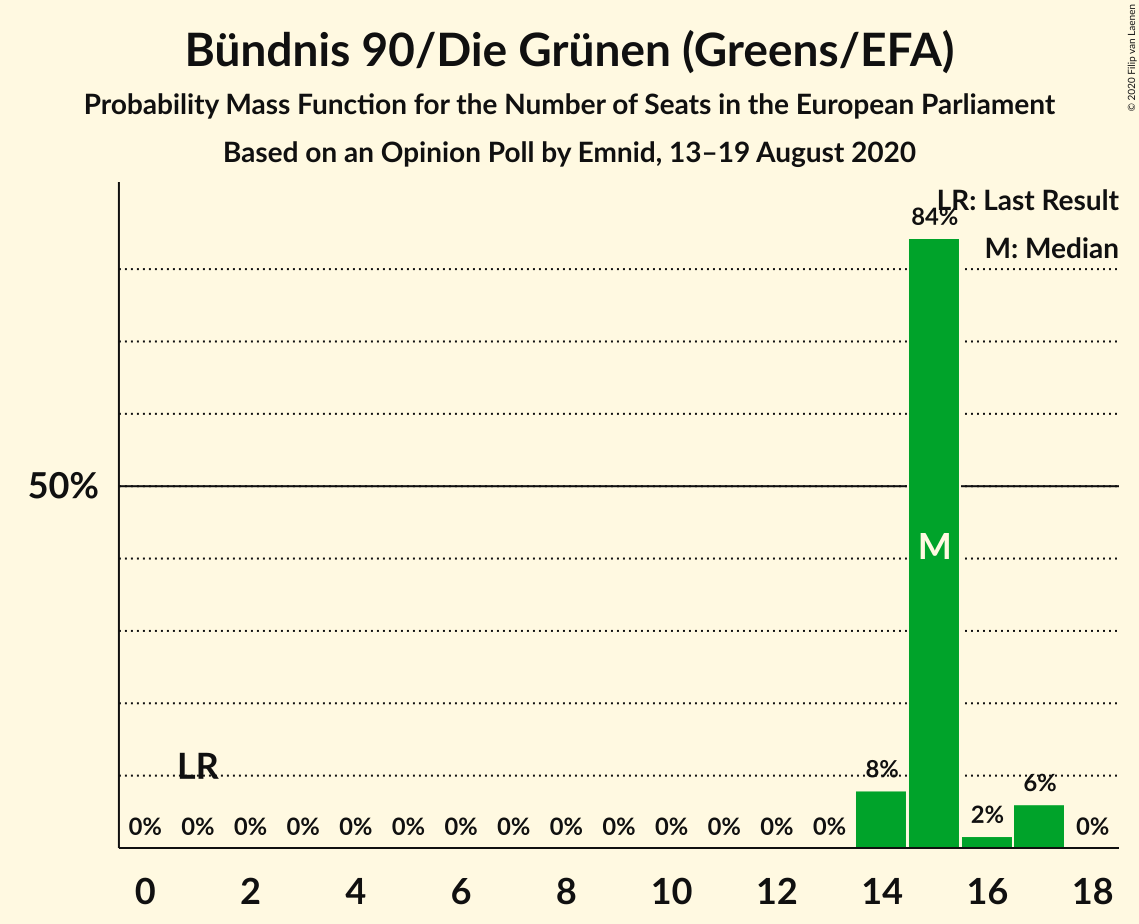 Bündnis 90/Die Grünen (Greens/EFA)
Probability Mass Function for the Number of Seats in the European Parliament
Based on an Opinion Poll by Emnid, 13–19 August 2020
© 2020 Filip van Laenen
LR: Last Result
84%
M: Median
50%
M
LR
8%
6%
2%
0% 0% 0% 0% 0% 0% 0% 0% 0% 0% 0% 0% 0% 0% 0%
0 2 4 6 8 10 12 14 16 18